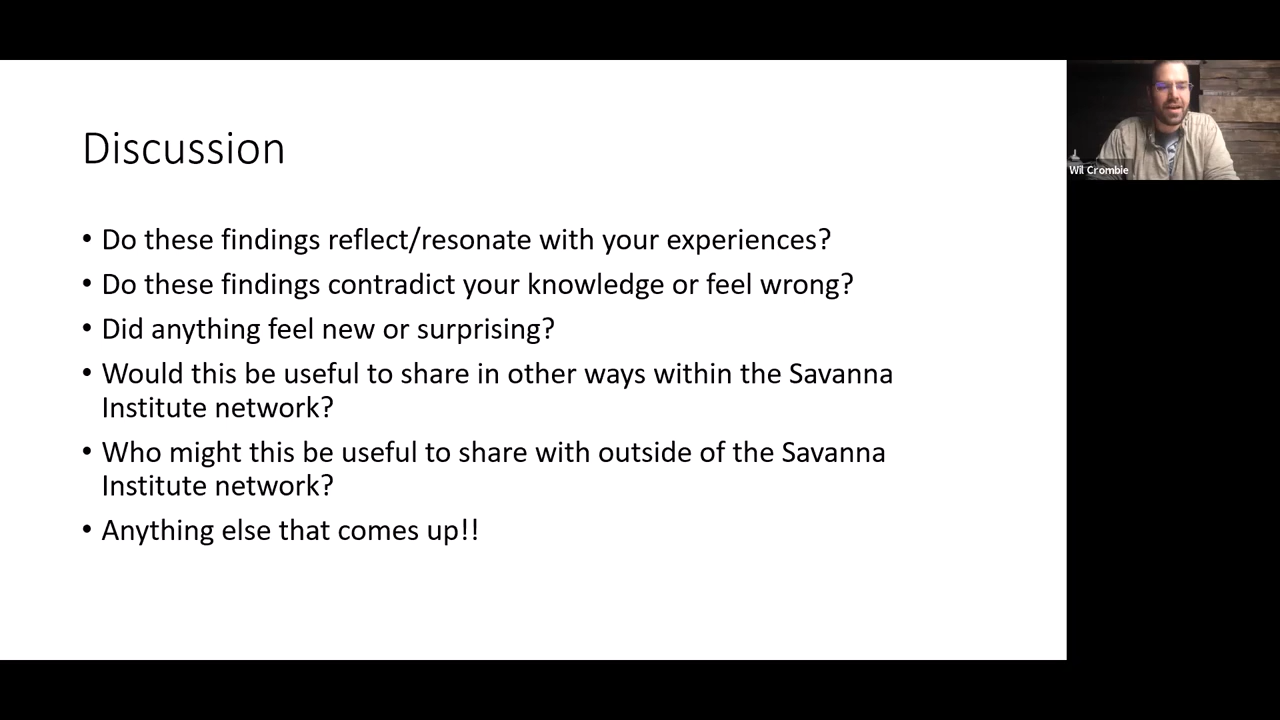 Discussion
• Do these findings reflect/resonate with your experiences?
• Do these findings contradict your knowledge or feel wrong?
• Did anything feel new or surprising?
• Would this be useful to share in other ways within the Savanna
Institute network?
• Who might this be useful to share with outside of the Savanna
Institute network?
• Anything else that comes up!!
Wil Crombie